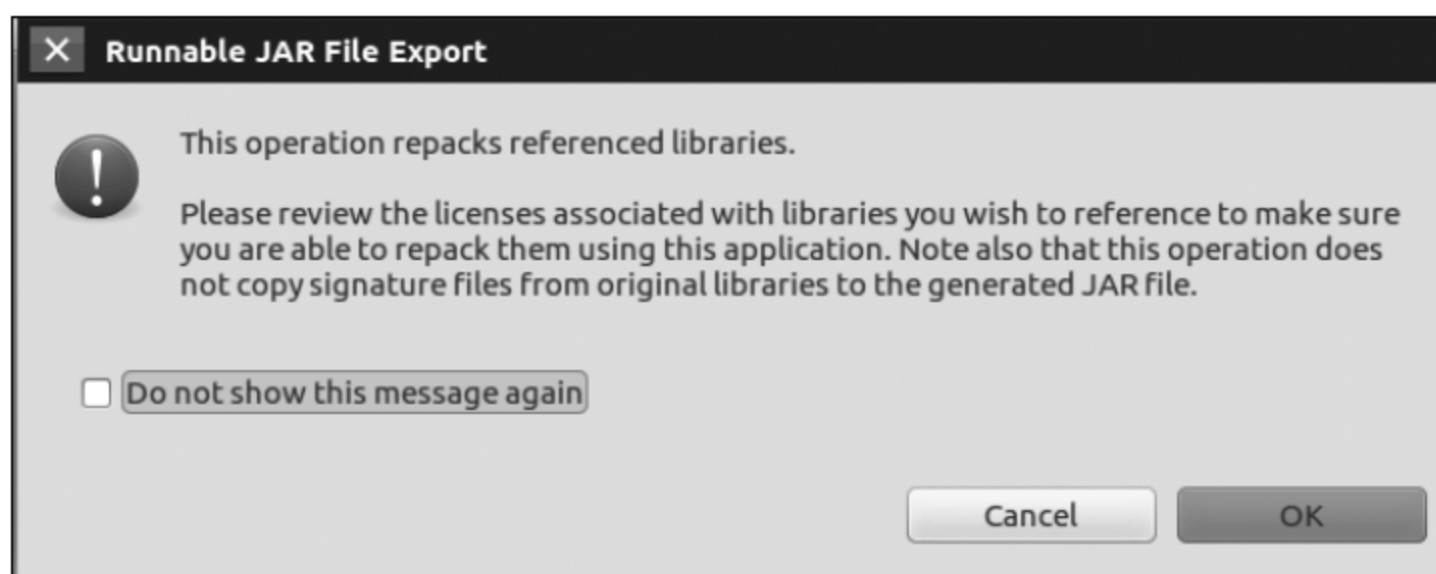 Runnable JAR File Export
This operation repacks referenced libraries.
Please review the licenses associated with libraries you wish to reference to make sure
you are able to repack them using this application. Note also that this operation does
not copy signature files from original libraries to the generated JAR file.
Do not show this message again
Cancel
OK